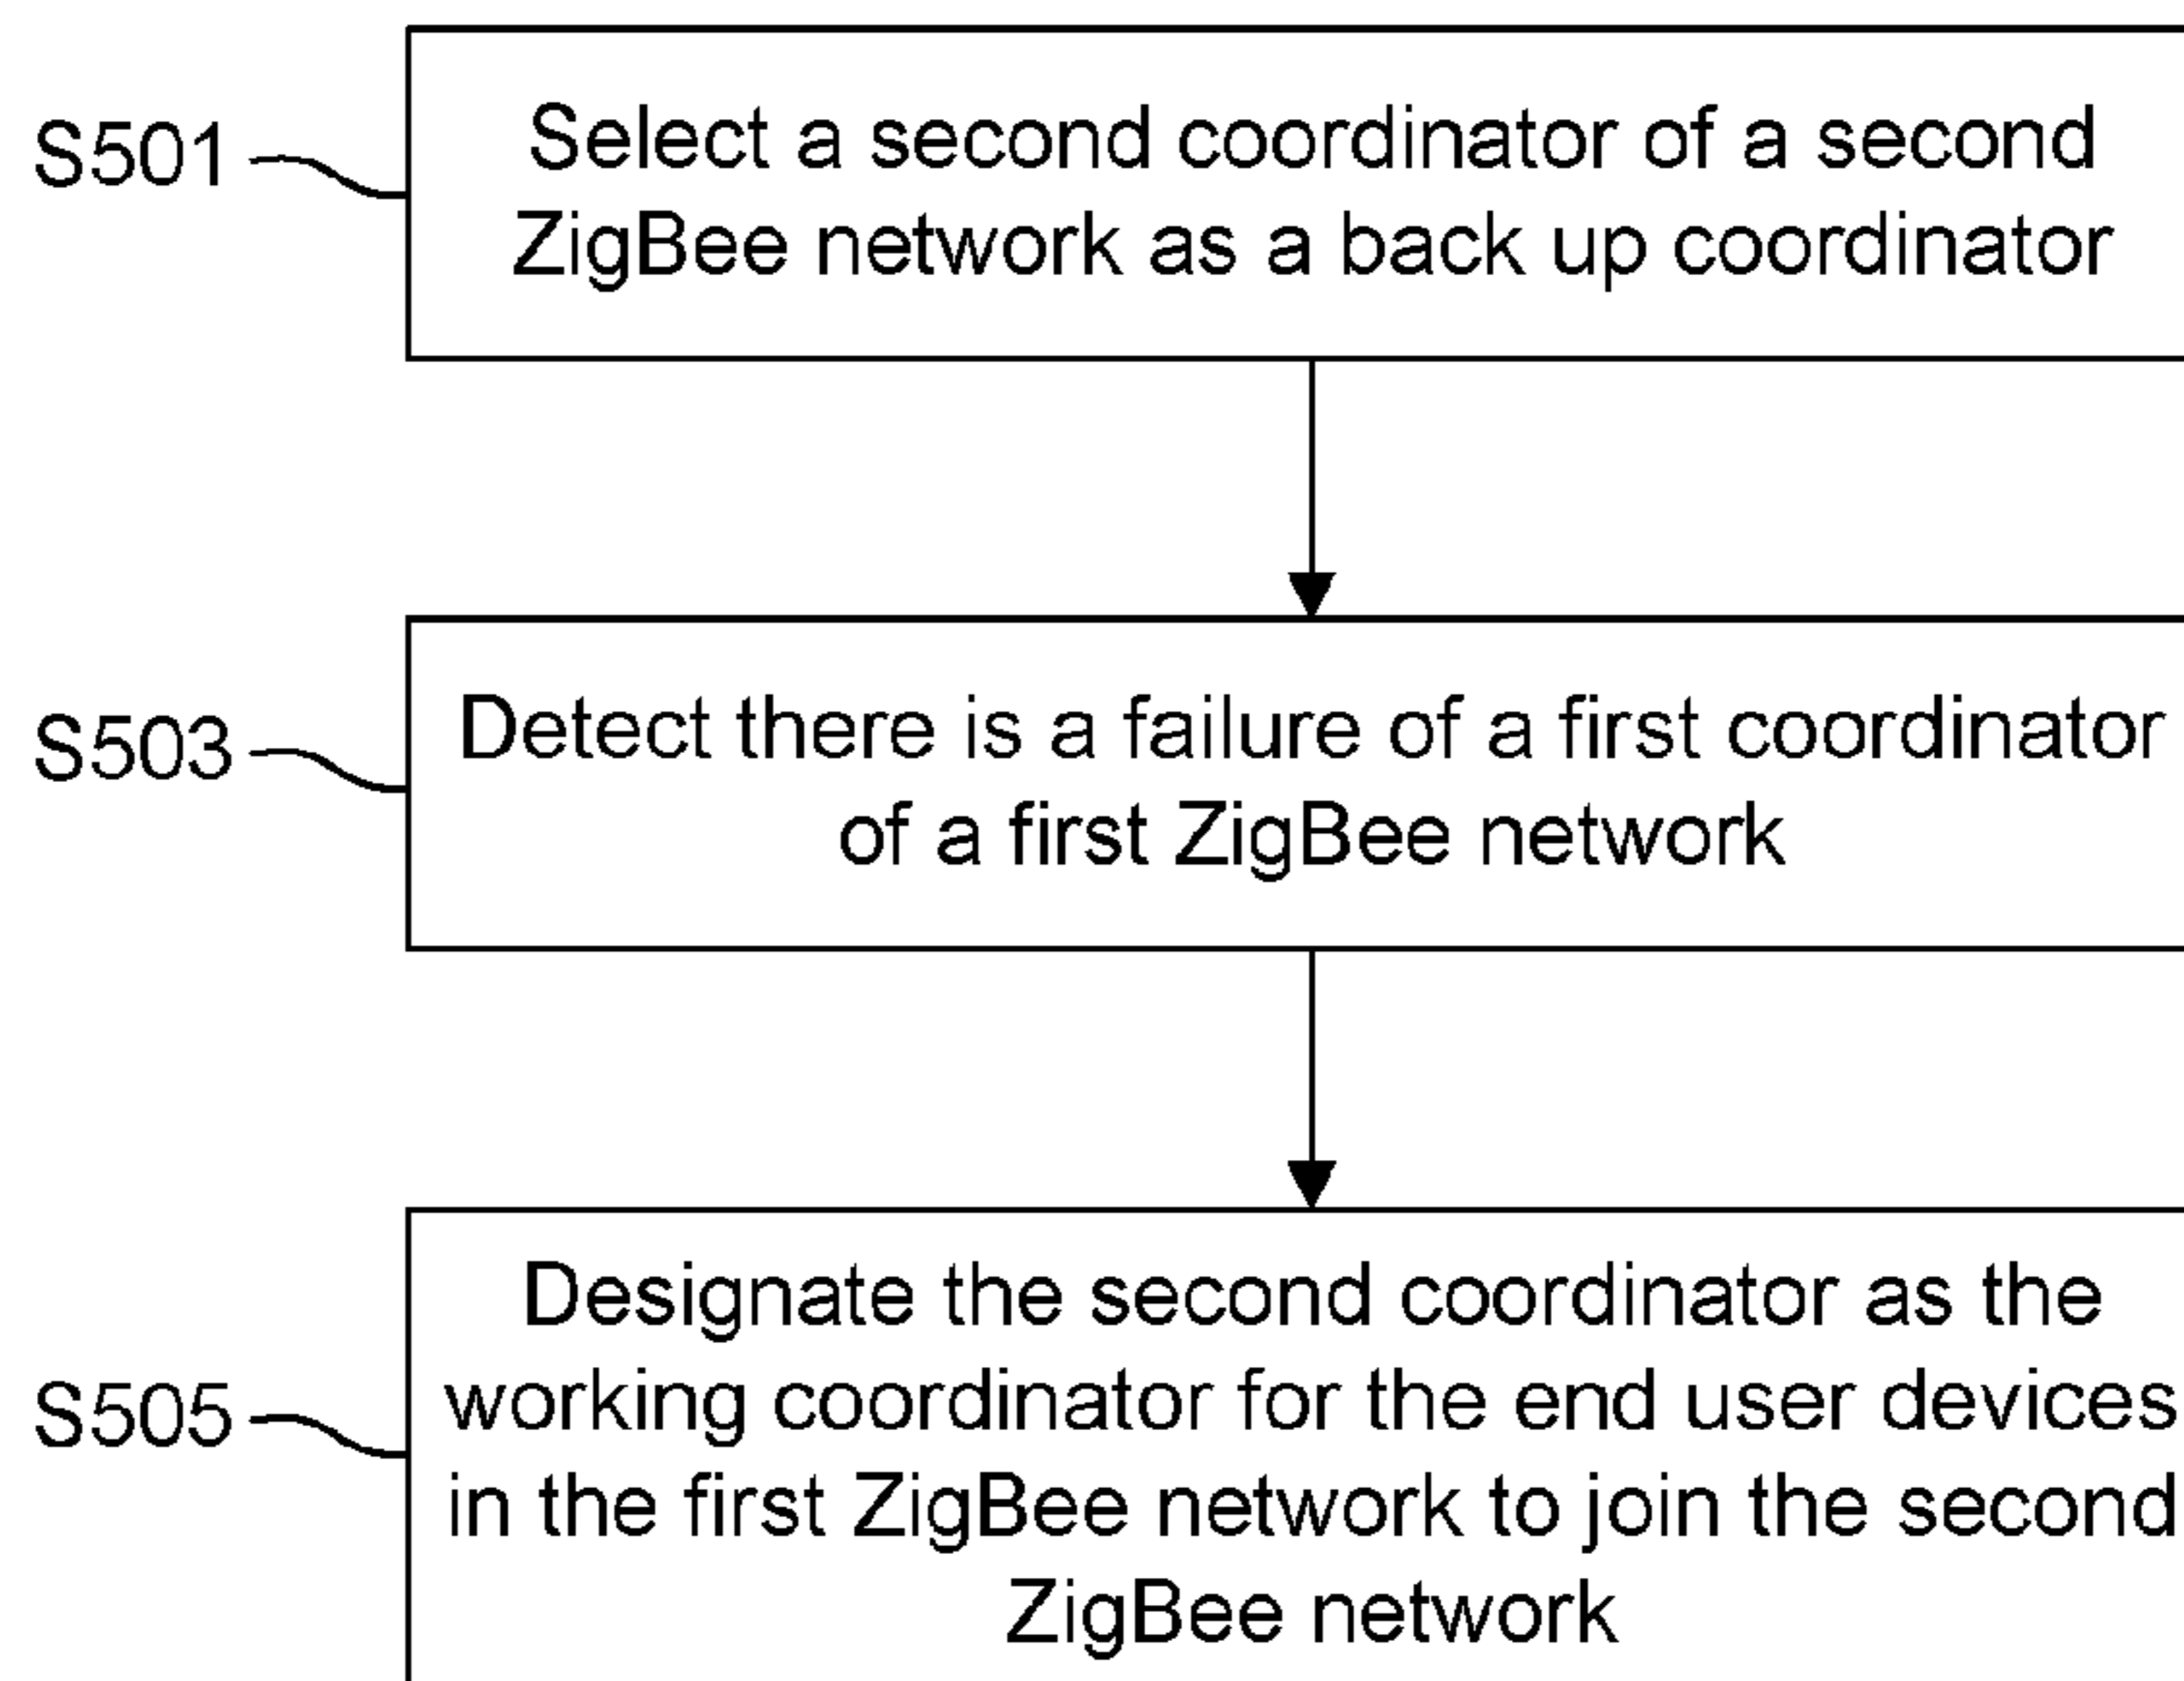 S501
Select a second coordinator of a second
ZigBee network as a back up coordinator
S503
Detect there is a failure of a first coordinator
of a first ZigBee network
S505
Designate the second coordinator as the
working coordinator for the end user devices
in the first ZigBee network to join the second
ZigBee network